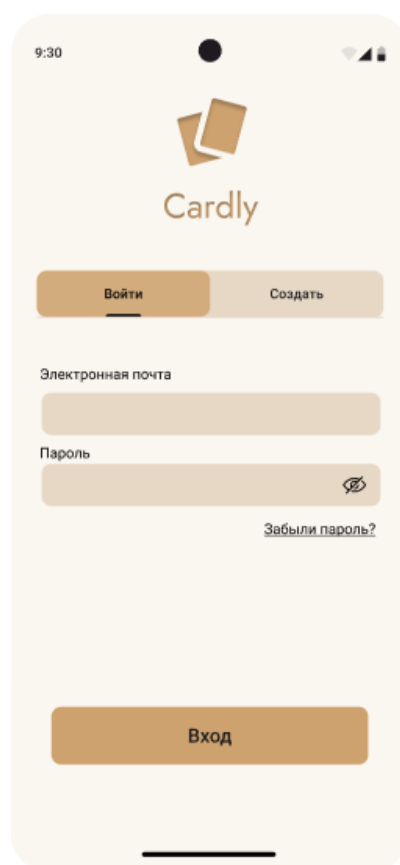 9:30
Cardly
Войти
Создать
Электронная почта
Пароль
Забыли пароль?
Вход